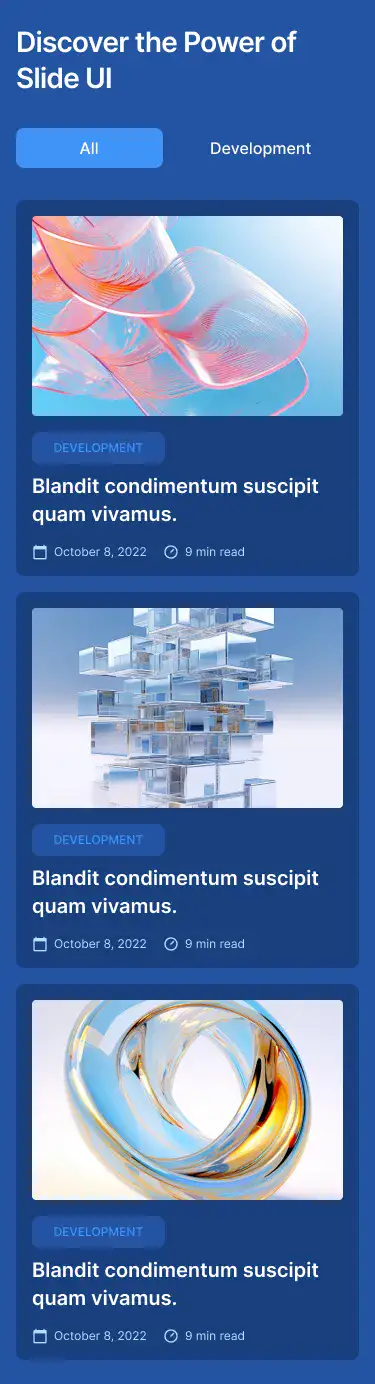 Discover the Power of
Slide UI
All
Development
DEVELOPMENT
Blandit condimentum suscipit
quam vivamus.
October 8, 2022
9 min read
DEVELOPMENT
Blandit condimentum suscipit
quam vivamus.
October 8, 2022
9 min read
DEVELOPMENT
Blandit condimentum suscipit
quam vivamus.
October 8, 2022
9 min read